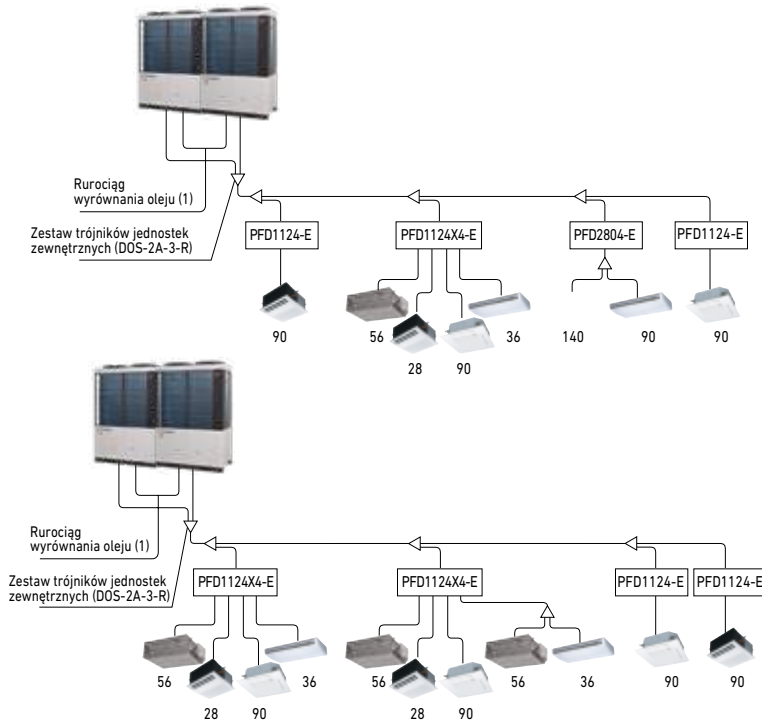 Rurociąg
wyrównania oleju (1)
Zestaw trójników jednostek
zewnętrznych (DOS-2A-3-R)
PFD1124-E
PFD1124X4-E
PFD2804-E
PFD1124-E
90
56
36
140
90
90
28
90
Rurociąg
wyrównania oleju (1)
Zestaw trójników jednostek
zewnętrznych (DOS-2A-3-R)
PFD1124X4-E
PFD1124X4-E
PFD1124-E
PFD1124-E
56
36
56
56
36
90
90
28
90
28
90